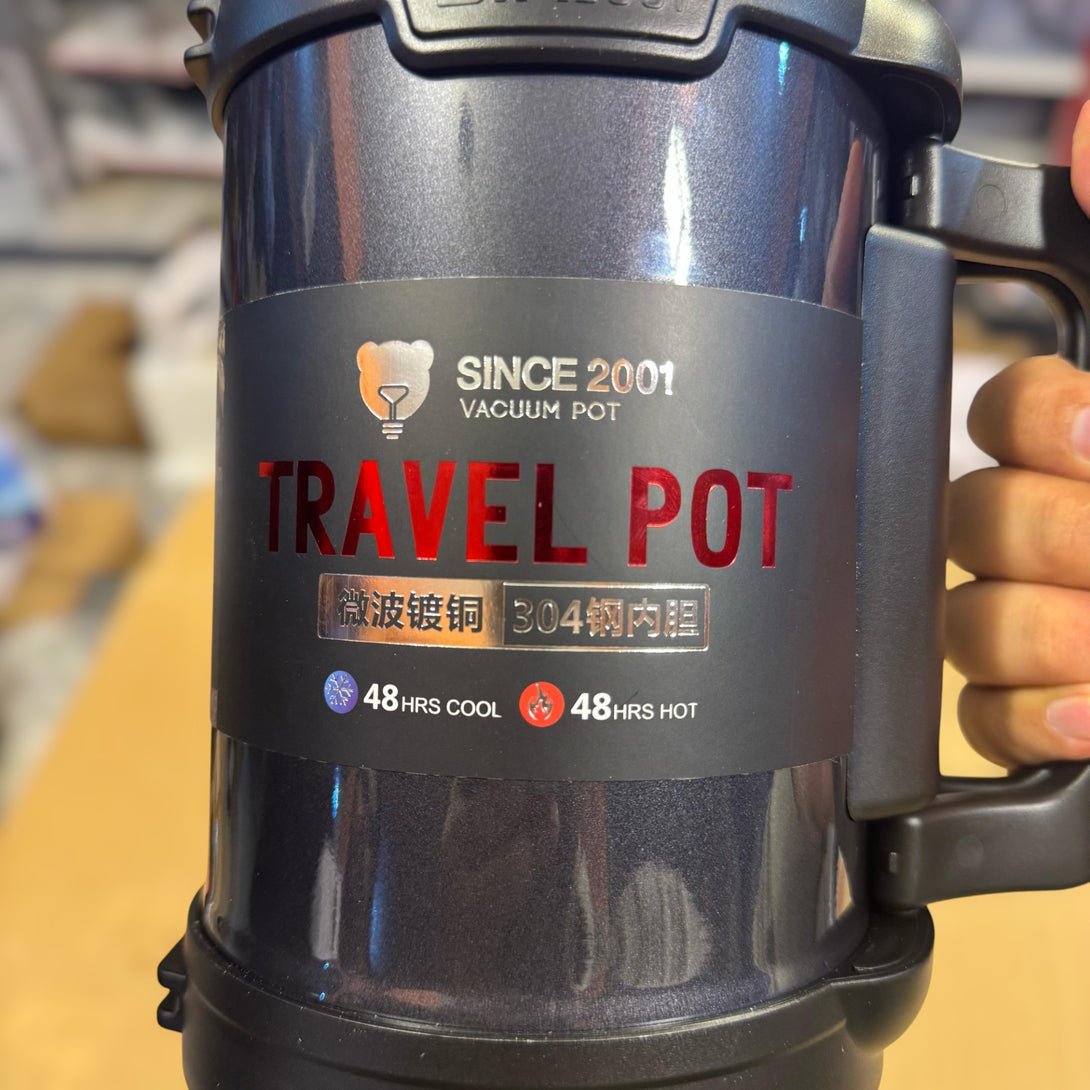 SINCE 2001
VACUUM POT
TRAVEL POT
微波镀铜 304钢内胆
48HRS COOL 48HRS HOT